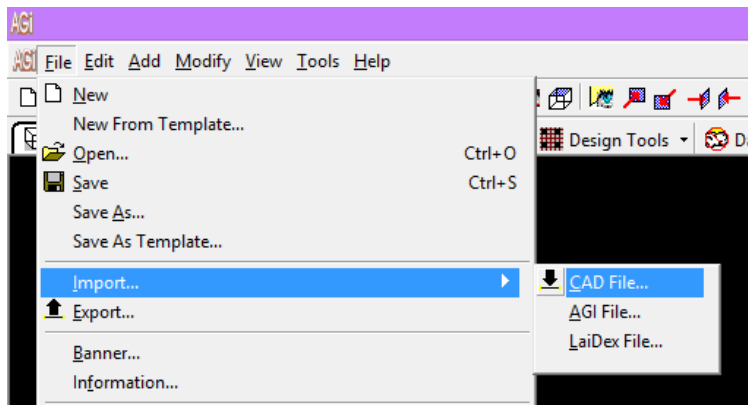 AGi
AGI File Edit Add Modify View Tools Help
New
New From Template...
Open... Ctrl+O
Design Tools
Save Ctrl+S
Save As...
Save As Template...
Import... CAD File...
Export... AGI File...
LaiDex File...
Banner...
Information...